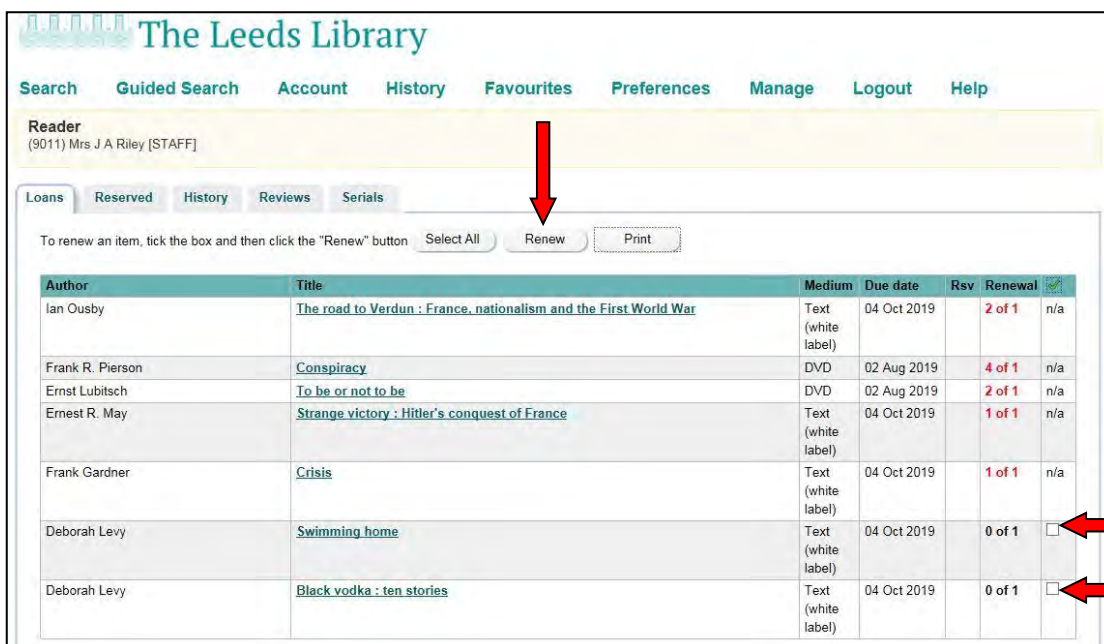 The Leeds Library
Search Guided Search Account History Favourites Preferences Manage Logout Help
Reader
(9011) Mrs J A Riley [STAFF]
Loans Reserved History Reviews Serials
To renew an item, tick the box and then click the "Renew" button Select All Renew Print
Author Title Medium Due date Rsv Renewal
Ian Ousby The road to Verdun : France, nationalism and the First World War Text 04 Oct 2019 2 of 1 n/a
(white
label)
Frank R. Pierson Conspiracy DVD 02 Aug 2019 4 of 1 n/a
Ernst Lubitsch To be or not to be DVD 02 Aug 2019 2 of 1 n/a
Ernest R. May Strange victory : Hitler's conquest of France Text 04 Oct 2019 1 of 1 n/a
(white
label)
Frank Gardner Crisis Text 04 Oct 2019 1 of 1 n/a
(white
label)
Deborah Levy Swimming home Text 04 Oct 2019 0 of 1
(white
label)
Deborah Levy Black vodka : ten stories Text 04 Oct 2019 0 of 1
(white
label)